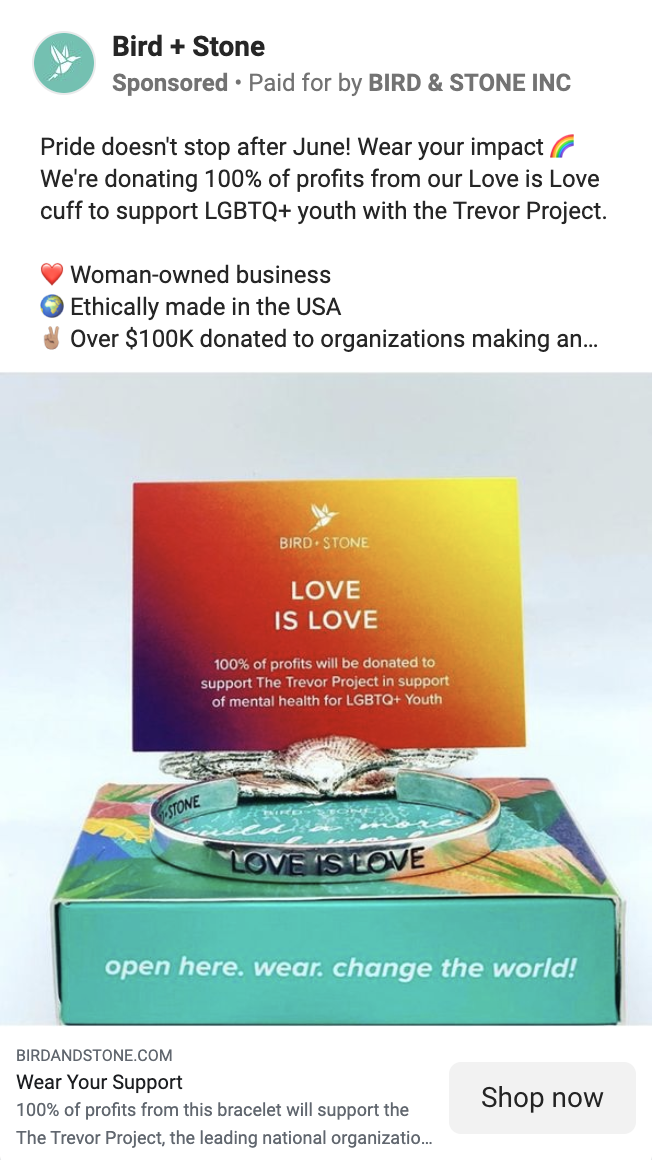 Bird + Stone
Sponsored • Paid for by BIRD & STONE INC
Pride doesn't stop after June! Wear your impact 🌈
We're donating 100% of profits from our Love is Love
cuff to support LGBTQ+ youth with the Trevor Project.
❤️ Woman-owned business
🌍 Ethically made in the USA
✌🏽 Over $100K donated to organizations making an...
BIRD+STONE
LOVE
IS LOVE
100% of profits will be donated to
support The Trevor Project in support
of mental health for LGBTQ+ Youth
STONE
BIRD+STONE
a more
LOVE IS LOVE
open here. wear. change the world!
BIRDANDSTONE.COM
Wear Your Support
100% of profits from this bracelet will support the
The Trevor Project, the leading national organizatio...
Shop now